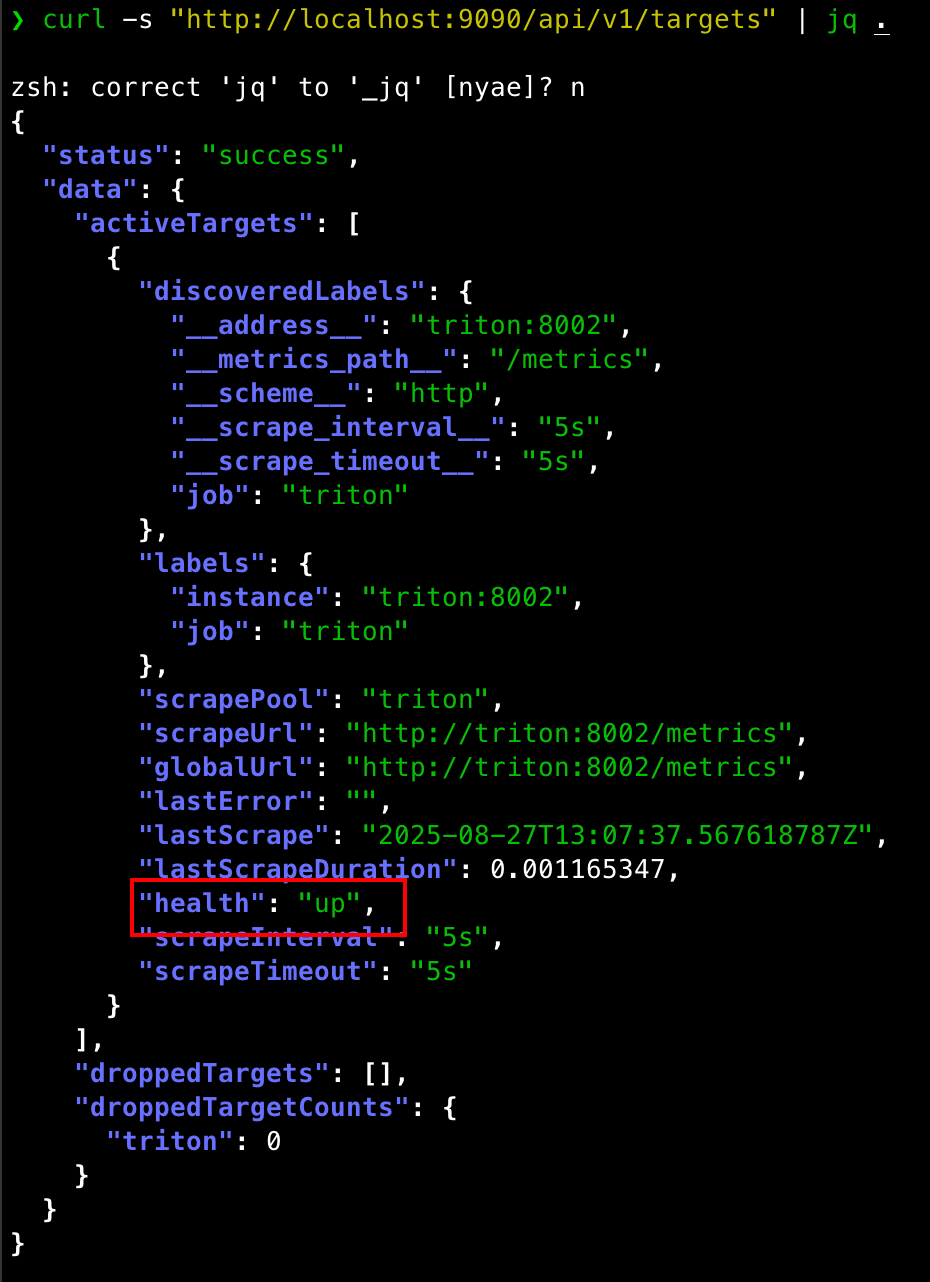 ❯ curl -s "http://localhost:9090/api/v1/targets" | jq .
zsh: correct 'jq' to '_jq' [nyae]? n
{
  "status": "success",
  "data": {
    "activeTargets": [
      {
        "discoveredLabels": {
          "__address__": "triton:8002",
          "__metrics_path__": "/metrics",
          "__scheme__": "http",
          "__scrape_interval__": "5s",
          "__scrape_timeout__": "5s",
          "job": "triton"
        },
        "labels": {
          "instance": "triton:8002",
          "job": "triton"
        },
        "scrapePool": "triton",
        "scrapeUrl": "http://triton:8002/metrics",
        "globalUrl": "http://triton:8002/metrics",
        "lastError": "",
        "lastScrape": "2025-08-27T13:07:37.567618787Z",
        "lastScrapeDuration": 0.001165347,
        "health": "up",
        "scrapeInterval": "5s",
        "scrapeTimeout": "5s"
      }
    ],
    "droppedTargets": [],
    "droppedTargetCounts": {
      "triton": 0
    }
  }
}